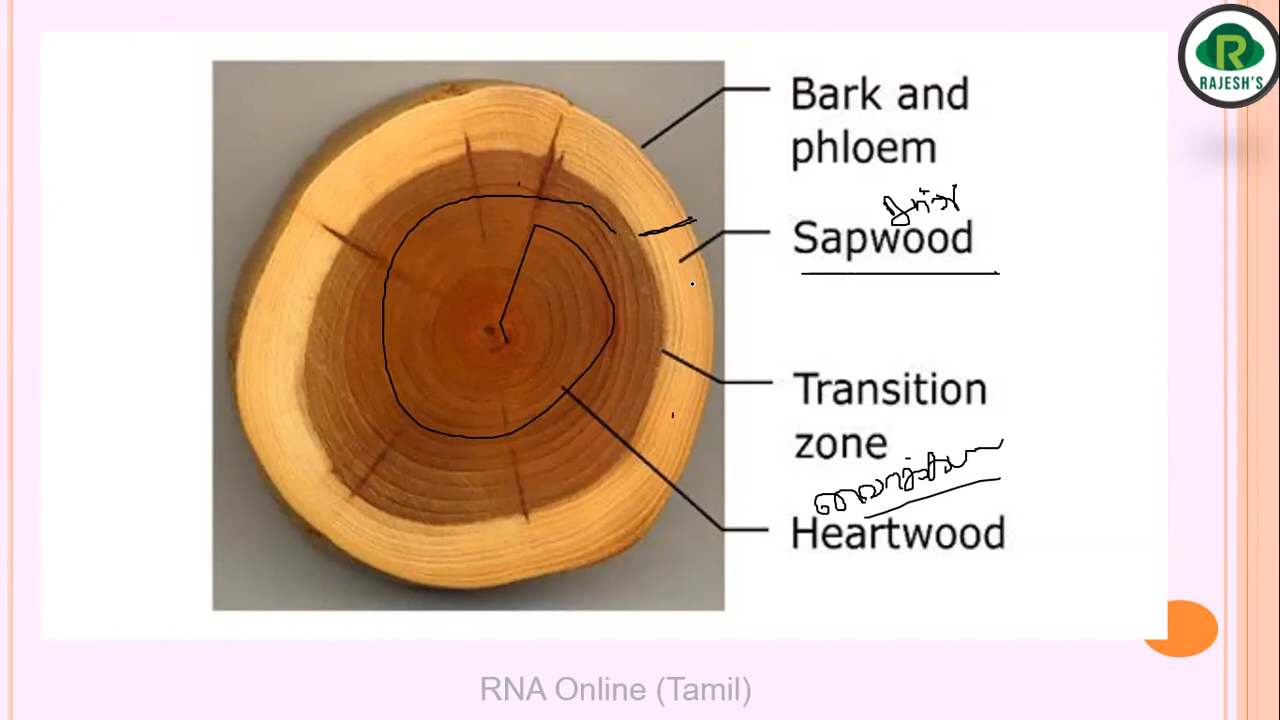 R
RAJESH'S
Bark and
phloem
Sapwood
Transition
zone
Heartwood
RNA Online (Tamil)